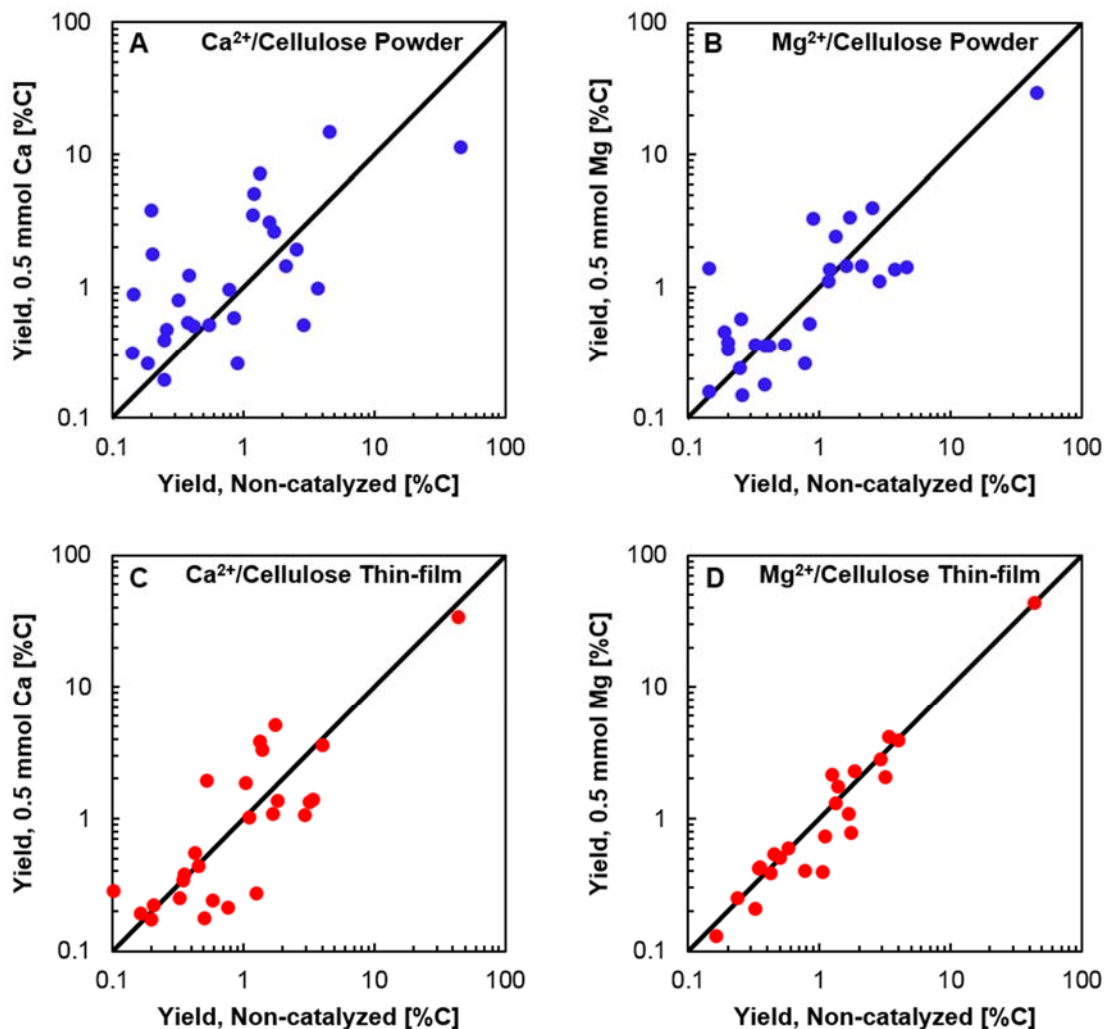 A
Ca²⁺/Cellulose Powder
Yield, 0.5 mmol Ca [%C]
100
10
1
0.1
0.1
1
10
100
Yield, Non-catalyzed [%C]
B
Mg²⁺/Cellulose Powder
Yield, 0.5 mmol Mg [%C]
100
10
1
0.1
0.1
1
10
100
Yield, Non-catalyzed [%C]
C
Ca²⁺/Cellulose Thin-film
Yield, 0.5 mmol Ca [%C]
100
10
1
0.1
0.1
1
10
100
Yield, Non-catalyzed [%C]
D
Mg²⁺/Cellulose Thin-film
Yield, 0.5 mmol Mg [%C]
100
10
1
0.1
0.1
1
10
100
Yield, Non-catalyzed [%C]